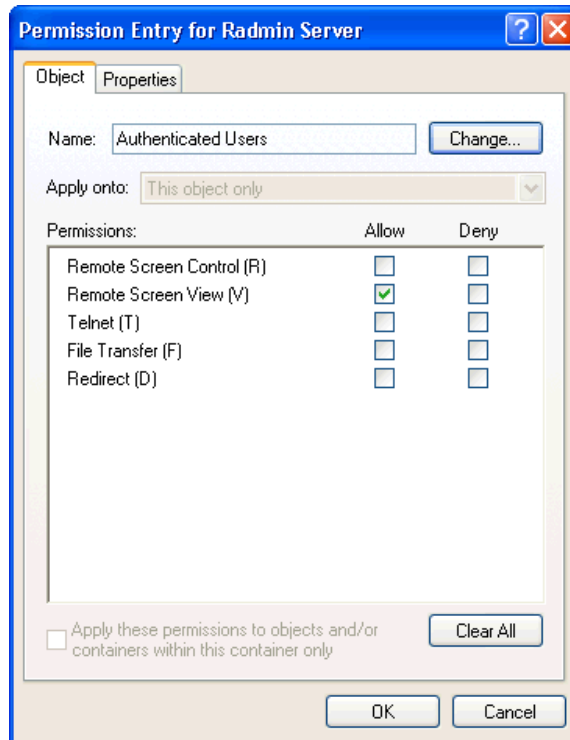 Permission Entry for Radmin Server
Object Properties
Name: Authenticated Users Change...
Apply onto: This object only
Permissions: Allow Deny
Remote Screen Control (R)
Remote Screen View (V)
Telnet (T)
File Transfer (F)
Redirect (D)
Apply these permissions to objects and/or
containers within this container only
Clear All
OK Cancel